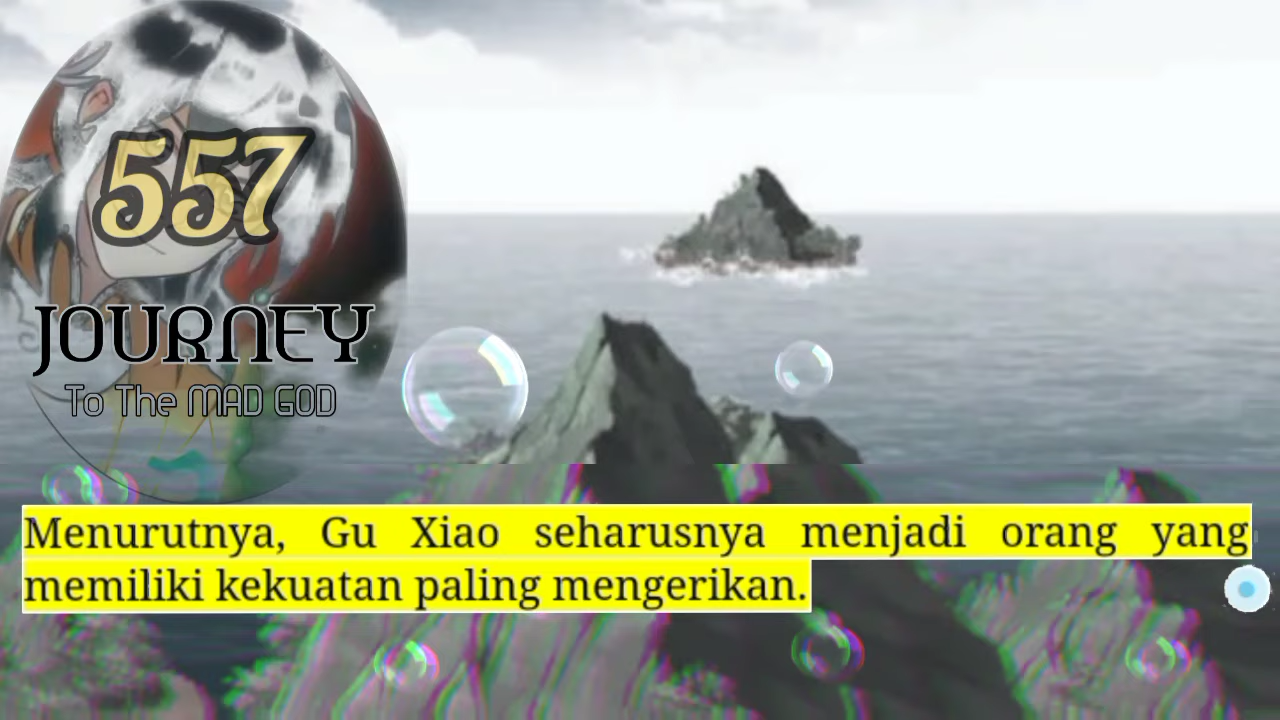 557
JOURNEY
To The MAD GOD
Menurutnya, Gu Xiao seharusnya menjadi orang yang
memiliki kekuatan paling mengerikan.